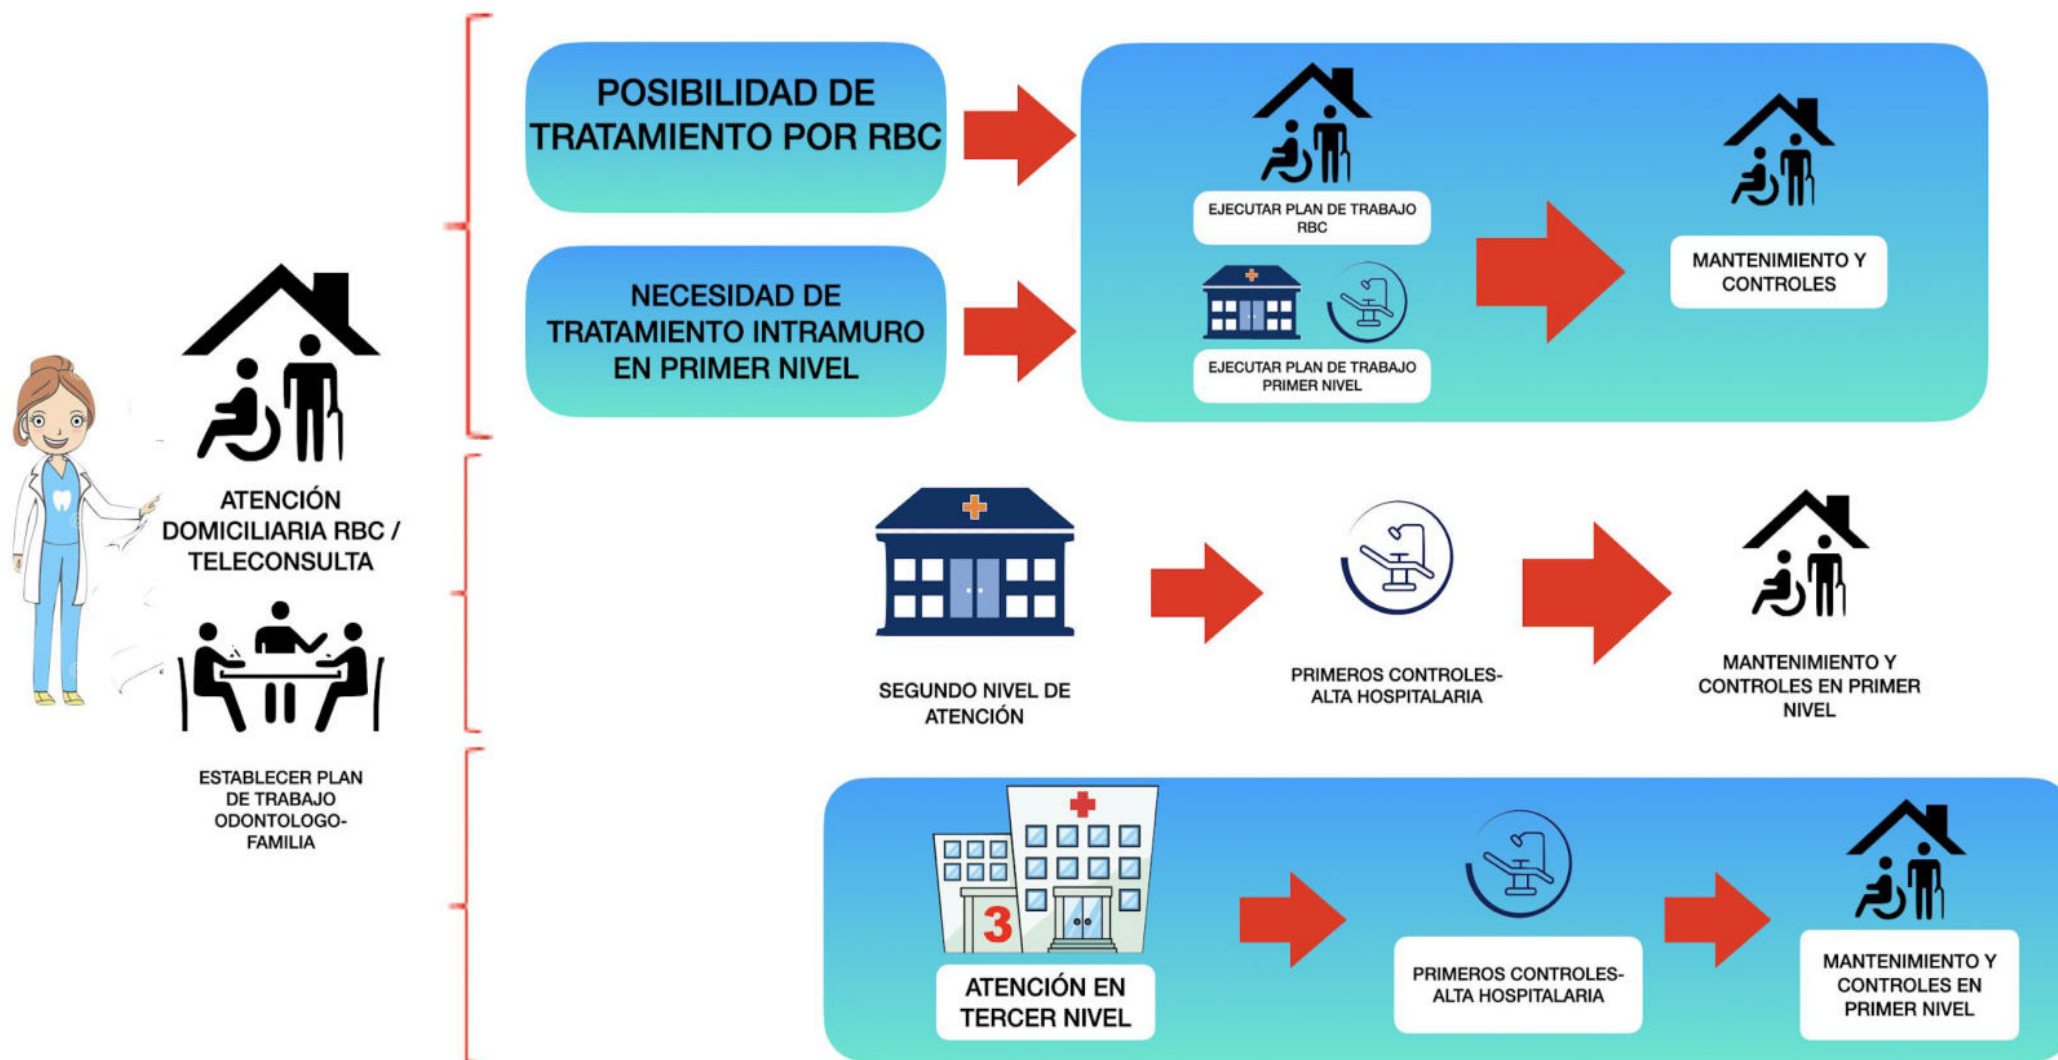 ATENCIÓN
DOMICILIARIA RBC /
TELECONSULTA
ESTABLECER PLAN
DE TRABAJO
ODONTOLOGO-
FAMILIA
POSIBILIDAD DE
TRATAMIENTO POR RBC
EJECUTAR PLAN DE TRABAJO
RBC
MANTENIMIENTO Y
CONTROLES
NECESIDAD DE
TRATAMIENTO INTRAMURO
EN PRIMER NIVEL
EJECUTAR PLAN DE TRABAJO
PRIMER NIVEL
SEGUNDO NIVEL DE
ATENCIÓN
PRIMEROS CONTROLES-
ALTA HOSPITALARIA
MANTENIMIENTO Y
CONTROLES EN PRIMER
NIVEL
3
ATENCIÓN EN
TERCER NIVEL
PRIMEROS CONTROLES-
ALTA HOSPITALARIA
MANTENIMIENTO Y
CONTROLES EN
PRIMER NIVEL